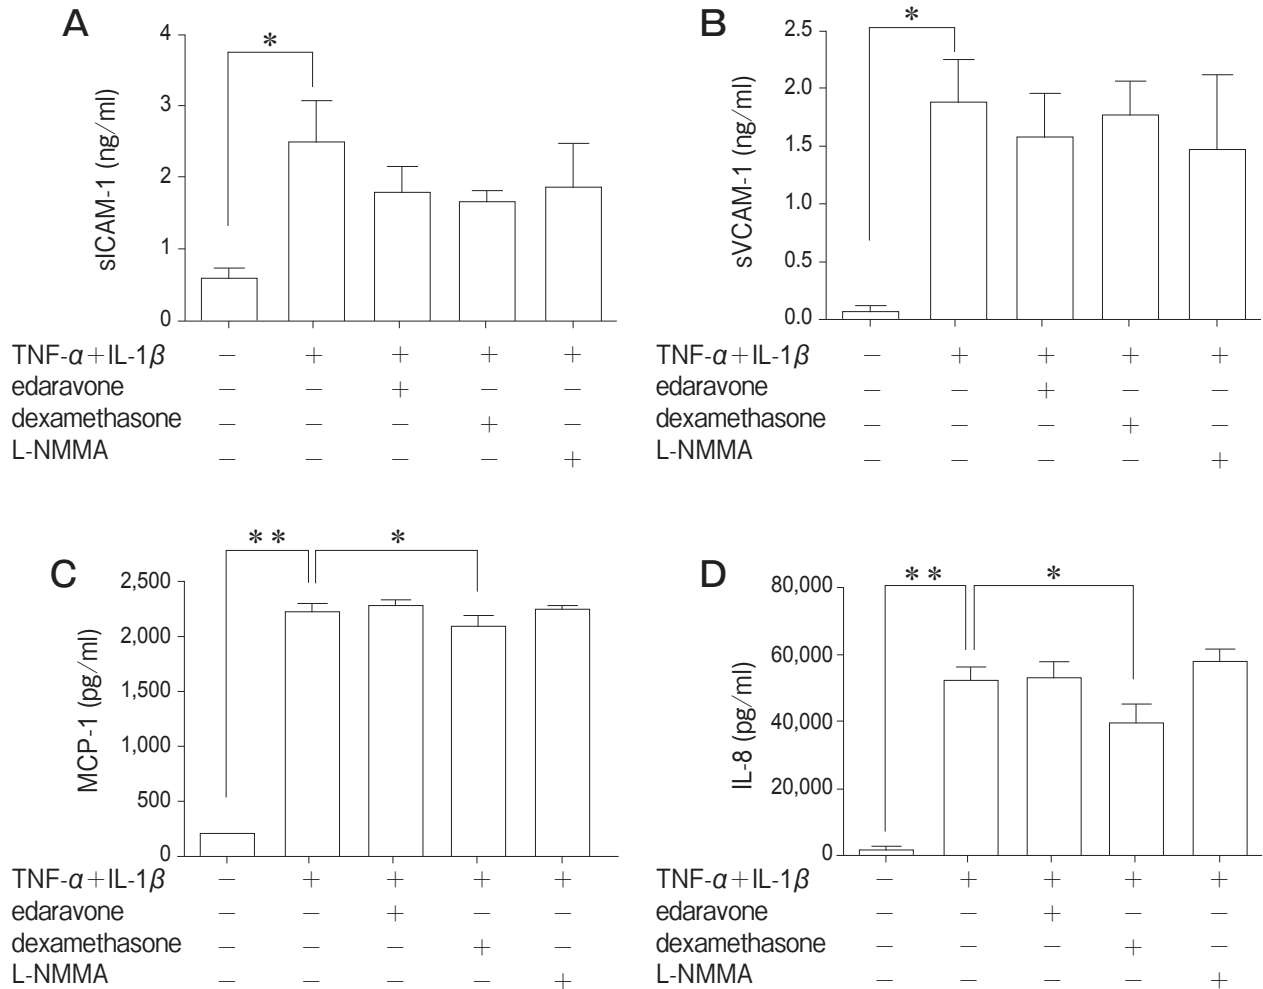 A
4
3
2
1
0
sICAM-1 (ng/ml)
*
TNF-α+IL-1β − + + + +
edaravone − − + − −
dexamethasone − − − + −
L-NMMA − − − − +
B
2.5
2.0
1.5
1.0
0.5
0.0
sVCAM-1 (ng/ml)
*
TNF-α+IL-1β − + + + +
edaravone − − + − −
dexamethasone − − − + −
L-NMMA − − − − +
C
2,500
2,000
1,500
1,000
500
0
MCP-1 (pg/ml)
** *
TNF-α+IL-1β − + + + +
edaravone − − + − −
dexamethasone − − − + −
L-NMMA − − − − +
D
80,000
60,000
40,000
20,000
0
IL-8 (pg/ml)
** *
TNF-α+IL-1β − + + + +
edaravone − − + − −
dexamethasone − − − + −
L-NMMA − − − − +